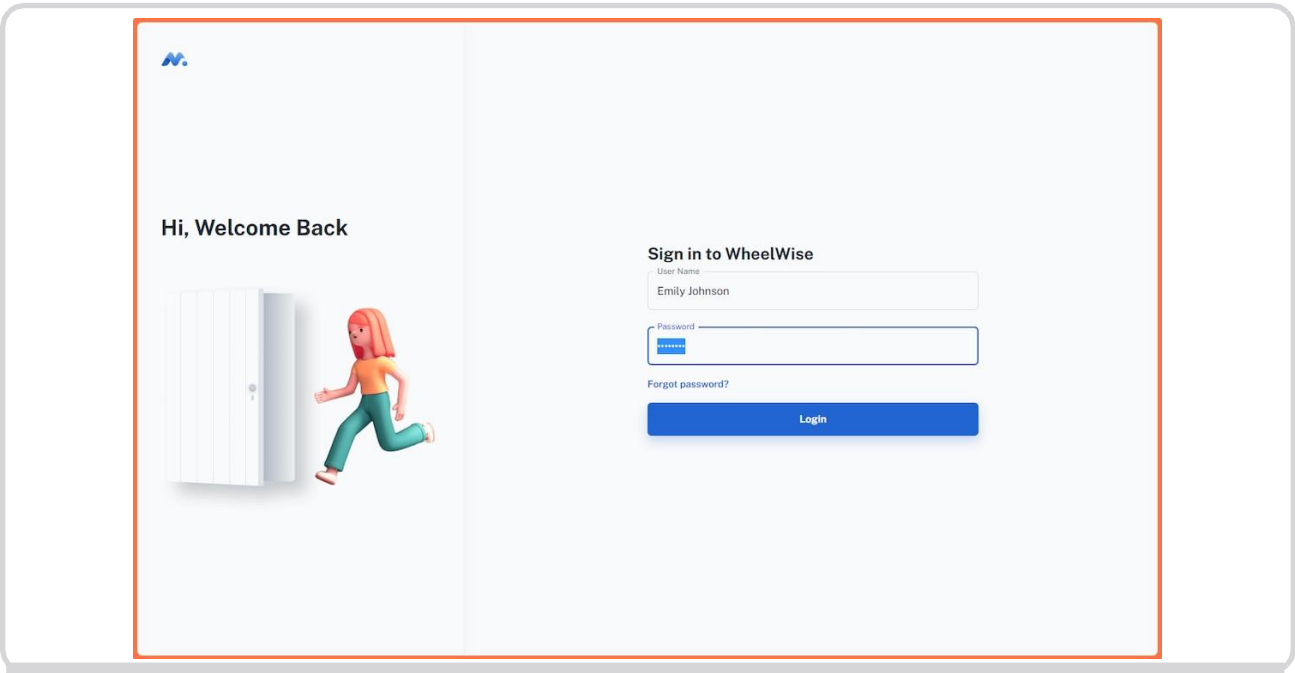 Hi, Welcome Back
Sign in to WheelWise
User Name
Emily Johnson
Password
••••••••
Forgot password?
Login